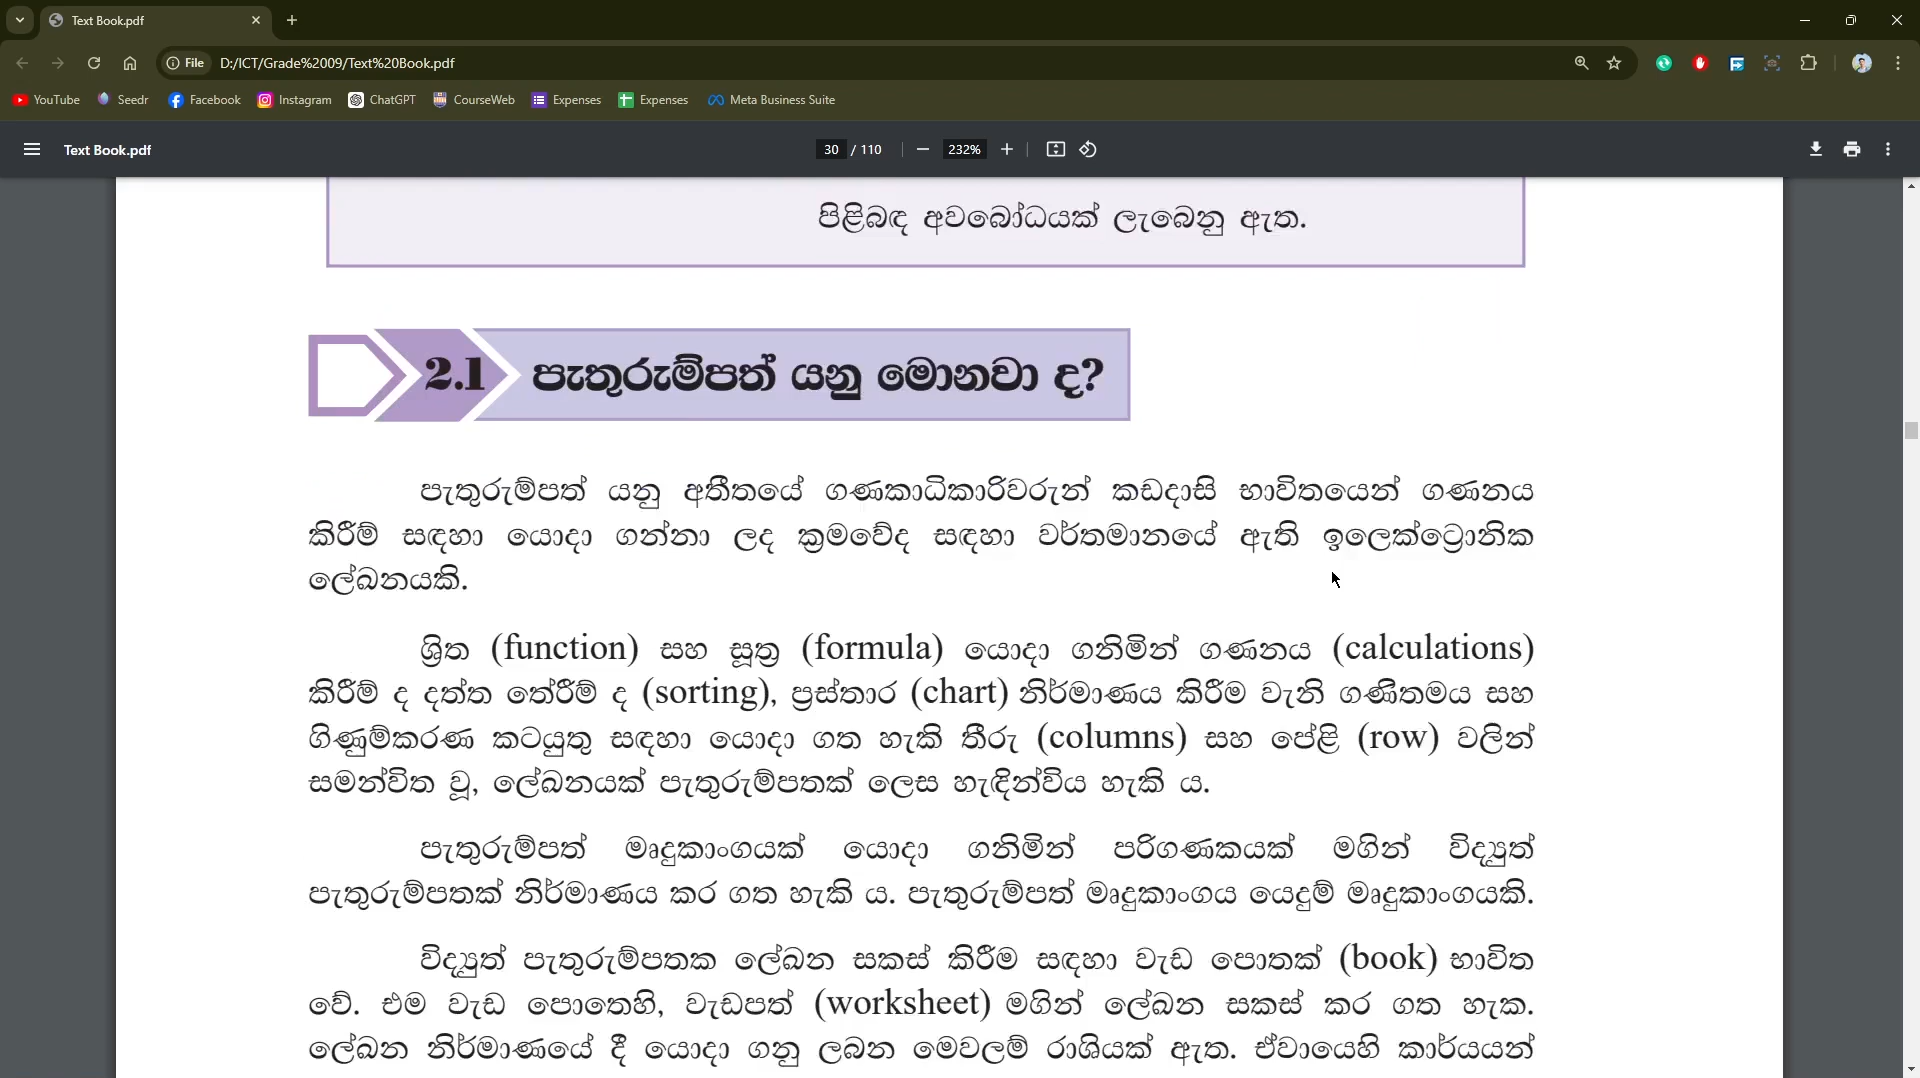 Text Book.pdf
File D:/ICT/Grade%2009/Text%20Book.pdf
YouTube Seedr Facebook Instagram ChatGPT CourseWeb Expenses Expenses Meta Business Suite
Text Book.pdf 30 / 110 232%
පිළිබඳ අවබෝධයක් ලැබෙනු ඇත.
2.1 පැතුරුම්පත් යනු මොනවා ද?
පැතුරුම්පත් යනු අතීතයේ ගණකාධිකාරිවරුන් කඩදාසි භාවිතයෙන් ගණනය
කිරීම් සඳහා යොදා ගන්නා ලද ක්‍රමවේද සඳහා වර්තමානයේ ඇති ඉලෙක්ට්‍රොනික
ලේඛනයකි.
ශ්‍රිත (function) සහ සූත්‍ර (formula) යොදා ගනිමින් ගණනය (calculations)
කිරීම් ද දත්ත තේරීම් ද (sorting), ප්‍රස්තාර (chart) නිර්මාණය කිරීම වැනි ගණිතමය සහ
ගිණුම්කරණ කටයුතු සඳහා යොදා ගත හැකි තීරු (columns) සහ පේළි (row) වලින්
සමන්විත වූ, ලේඛනයක් පැතුරුම්පතක් ලෙස හැඳින්විය හැකි ය.
පැතුරුම්පත් මෘදුකාංගයක් යොදා ගනිමින් පරිගණකයක් මගින් විද්‍යුත්
පැතුරුම්පතක් නිර්මාණය කර ගත හැකි ය. පැතුරුම්පත් මෘදුකාංගය යෙදුම් මෘදුකාංගයකි.
විද්‍යුත් පැතුරුම්පතක ලේඛන සකස් කිරීම සඳහා වැඩ පොතක් (book) භාවිත
වේ. එම වැඩ පොතෙහි, වැඩපත් (worksheet) මගින් ලේඛන සකස් කර ගත හැක.
ලේඛන නිර්මාණයේ දී යොදා ගනු ලබන මෙවලම් රාශියක් ඇත. ඒවායෙහි කාර්යයන්